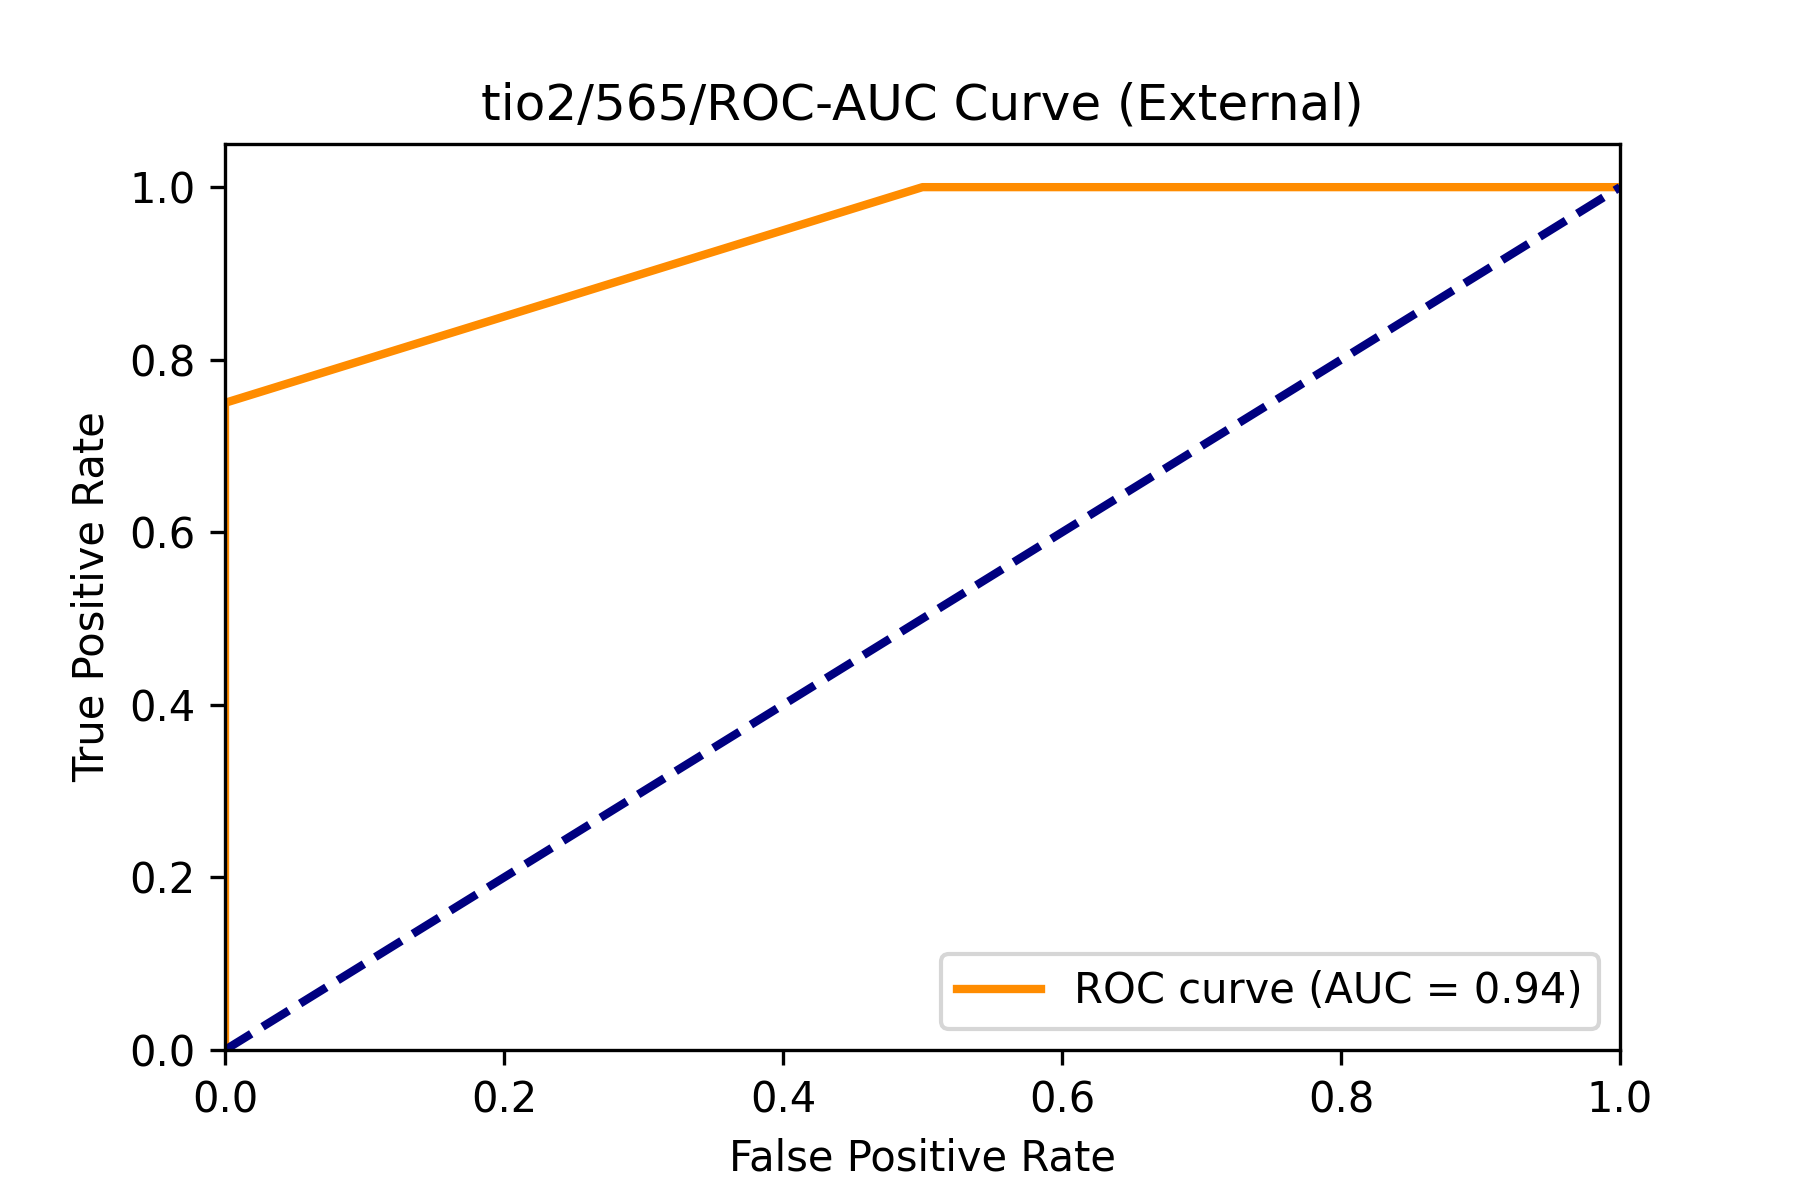 tio2/565/ROC-AUC Curve (External)
True Positive Rate
1.0
0.8
0.6
0.4
0.2
0.0
0.0 0.2 0.4 0.6 0.8 1.0
False Positive Rate
ROC curve (AUC = 0.94)